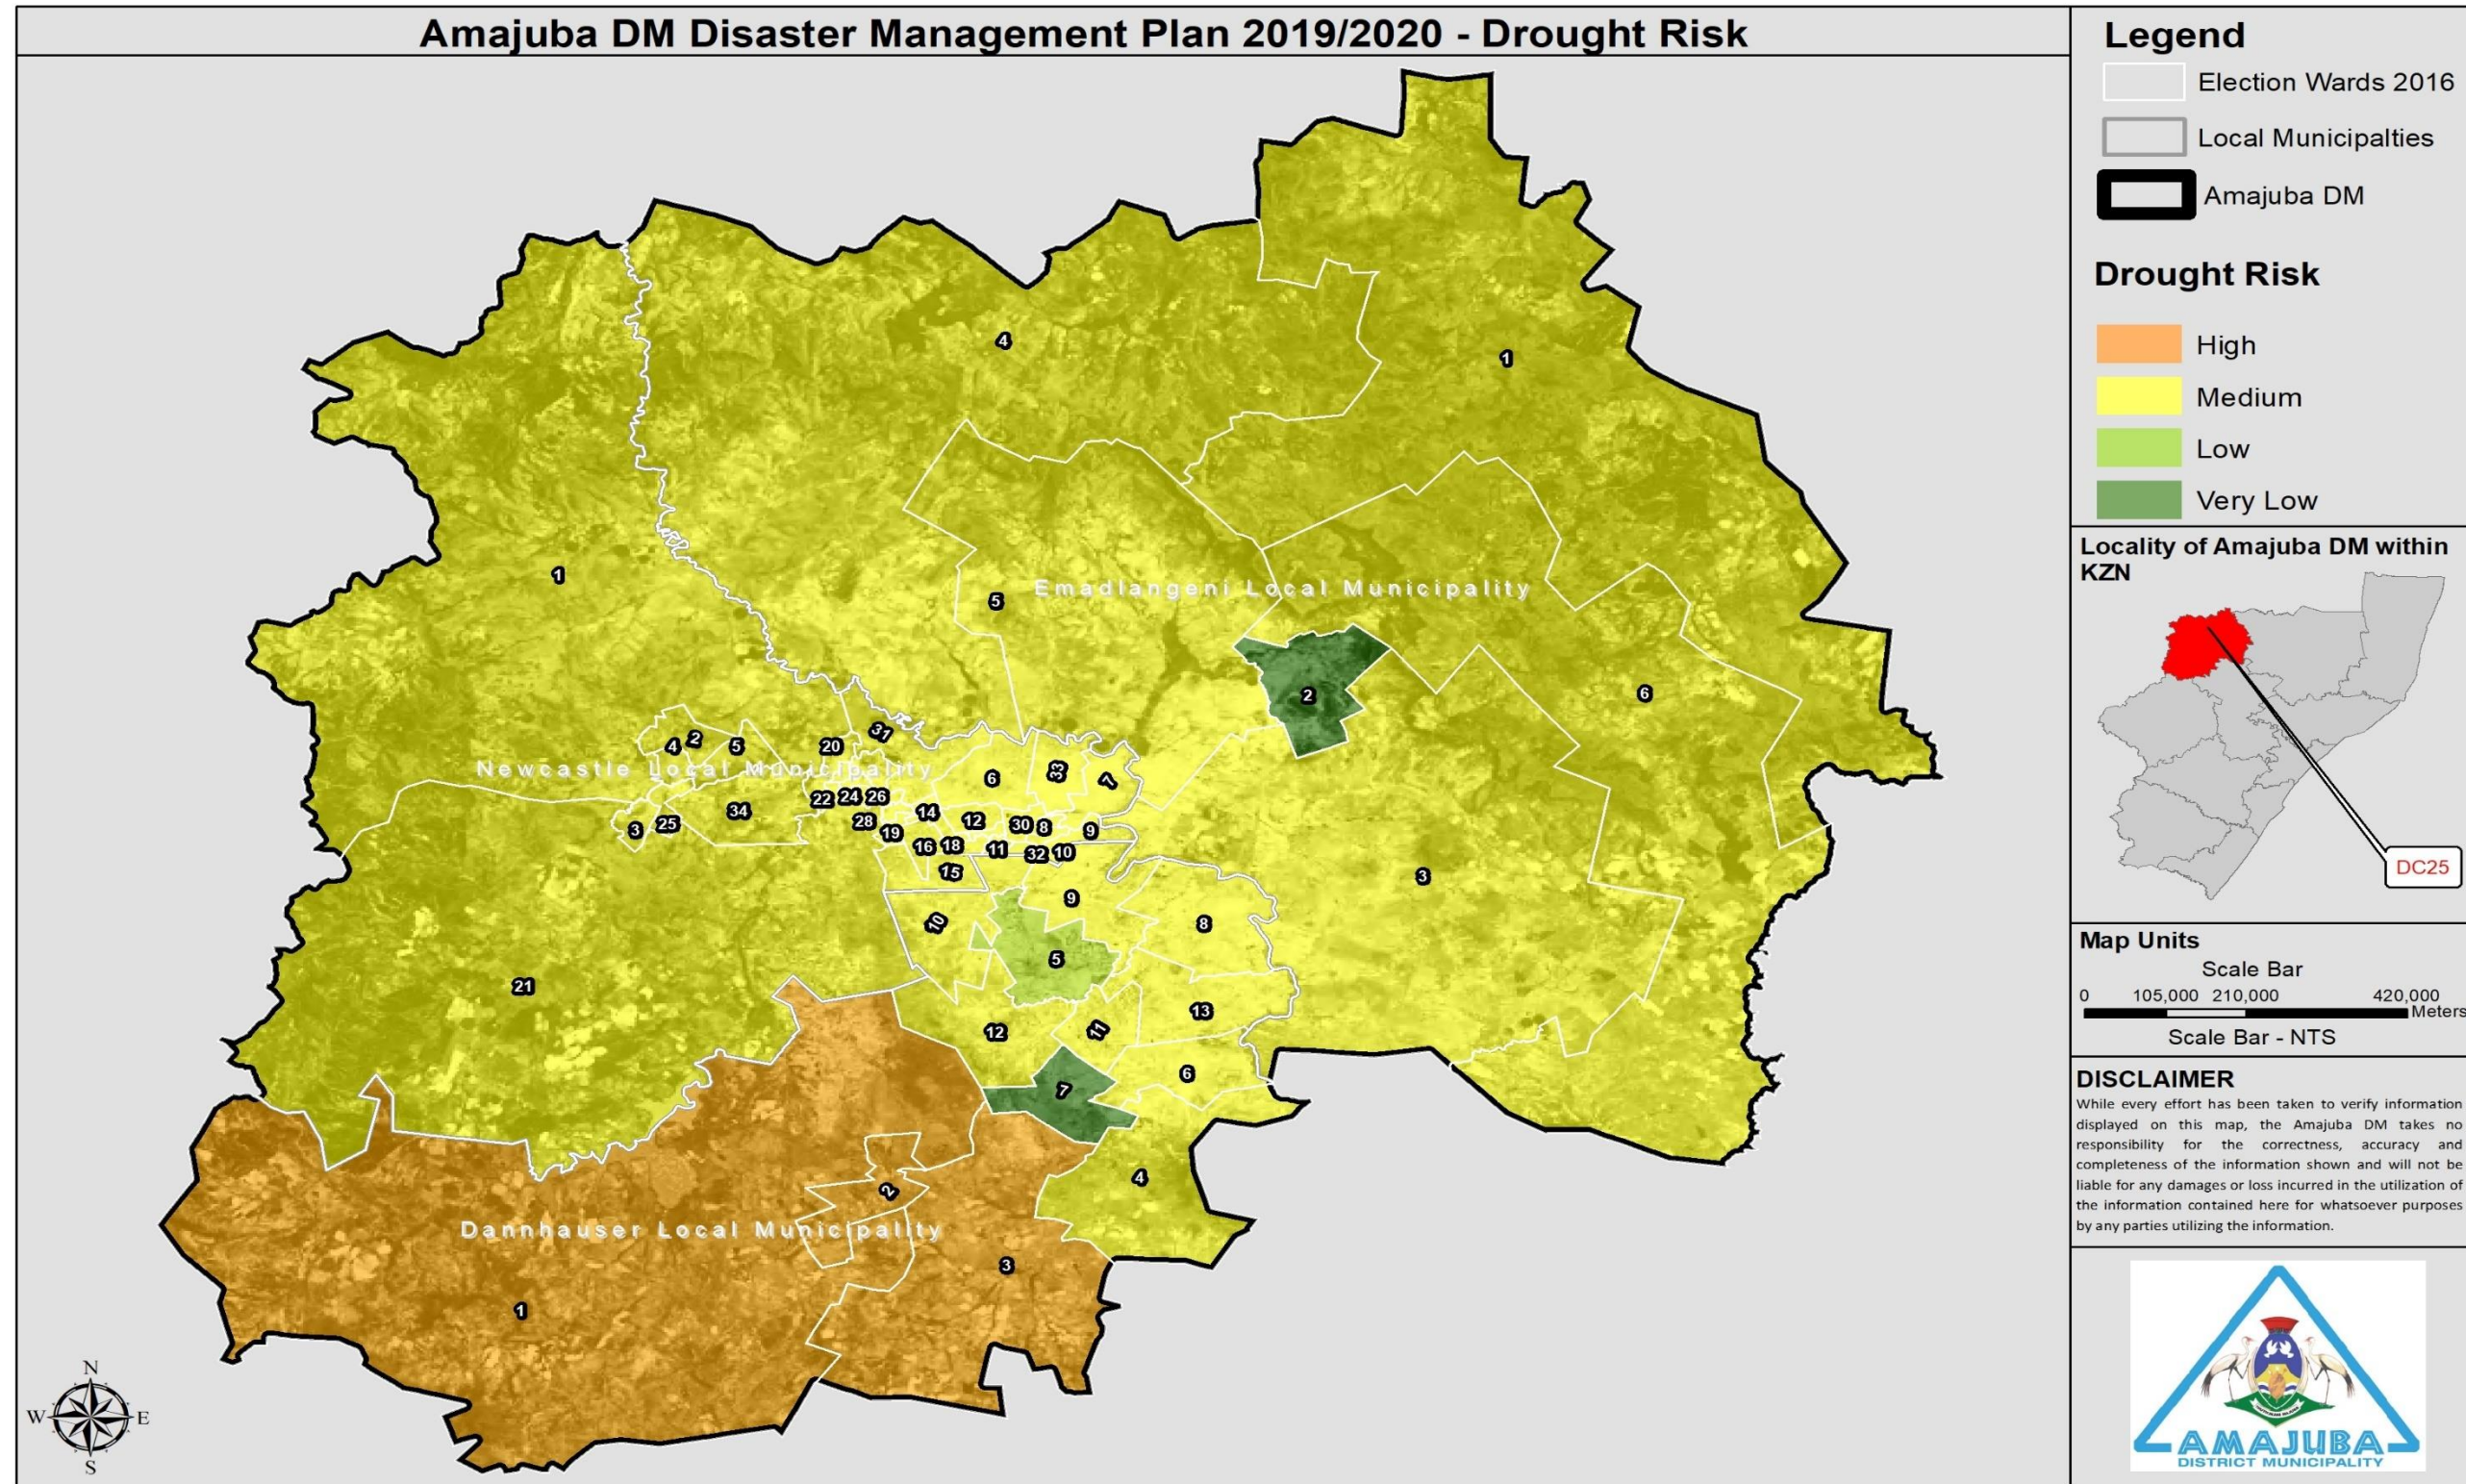 Amajuba DM Disaster Management Plan 2019/2020 - Drought Risk
4
1
1
5
Emadlangeni Local Municipality
2
6
31
4
2
5
20
Newcastle Local Municipality
6
33
7
22
24
26
34
3
25
28
19
14
12
30
8
9
16
18
11
32
10
15
3
9
10
8
5
21
13
12
11
6
7
4
2
Dannhauser Local Municipality
3
1
N
W
E
S
Legend
Election Wards 2016
Local Municipalties
Amajuba DM
Drought Risk
High
Medium
Low
Very Low
Locality of Amajuba DM within
KZN
DC25
Map Units
Scale Bar
0 105,000 210,000 420,000
Meters
Scale Bar - NTS
DISCLAIMER
While every effort has been taken to verify information
displayed on this map, the Amajuba DM takes no
responsibility for the correctness, accuracy and
completeness of the information shown and will not be
liable for any damages or loss incurred in the utilization of
the information contained here for whatsoever purposes
by any parties utilizing the information.
AMAJUBA
DISTRICT MUNICIPALITY